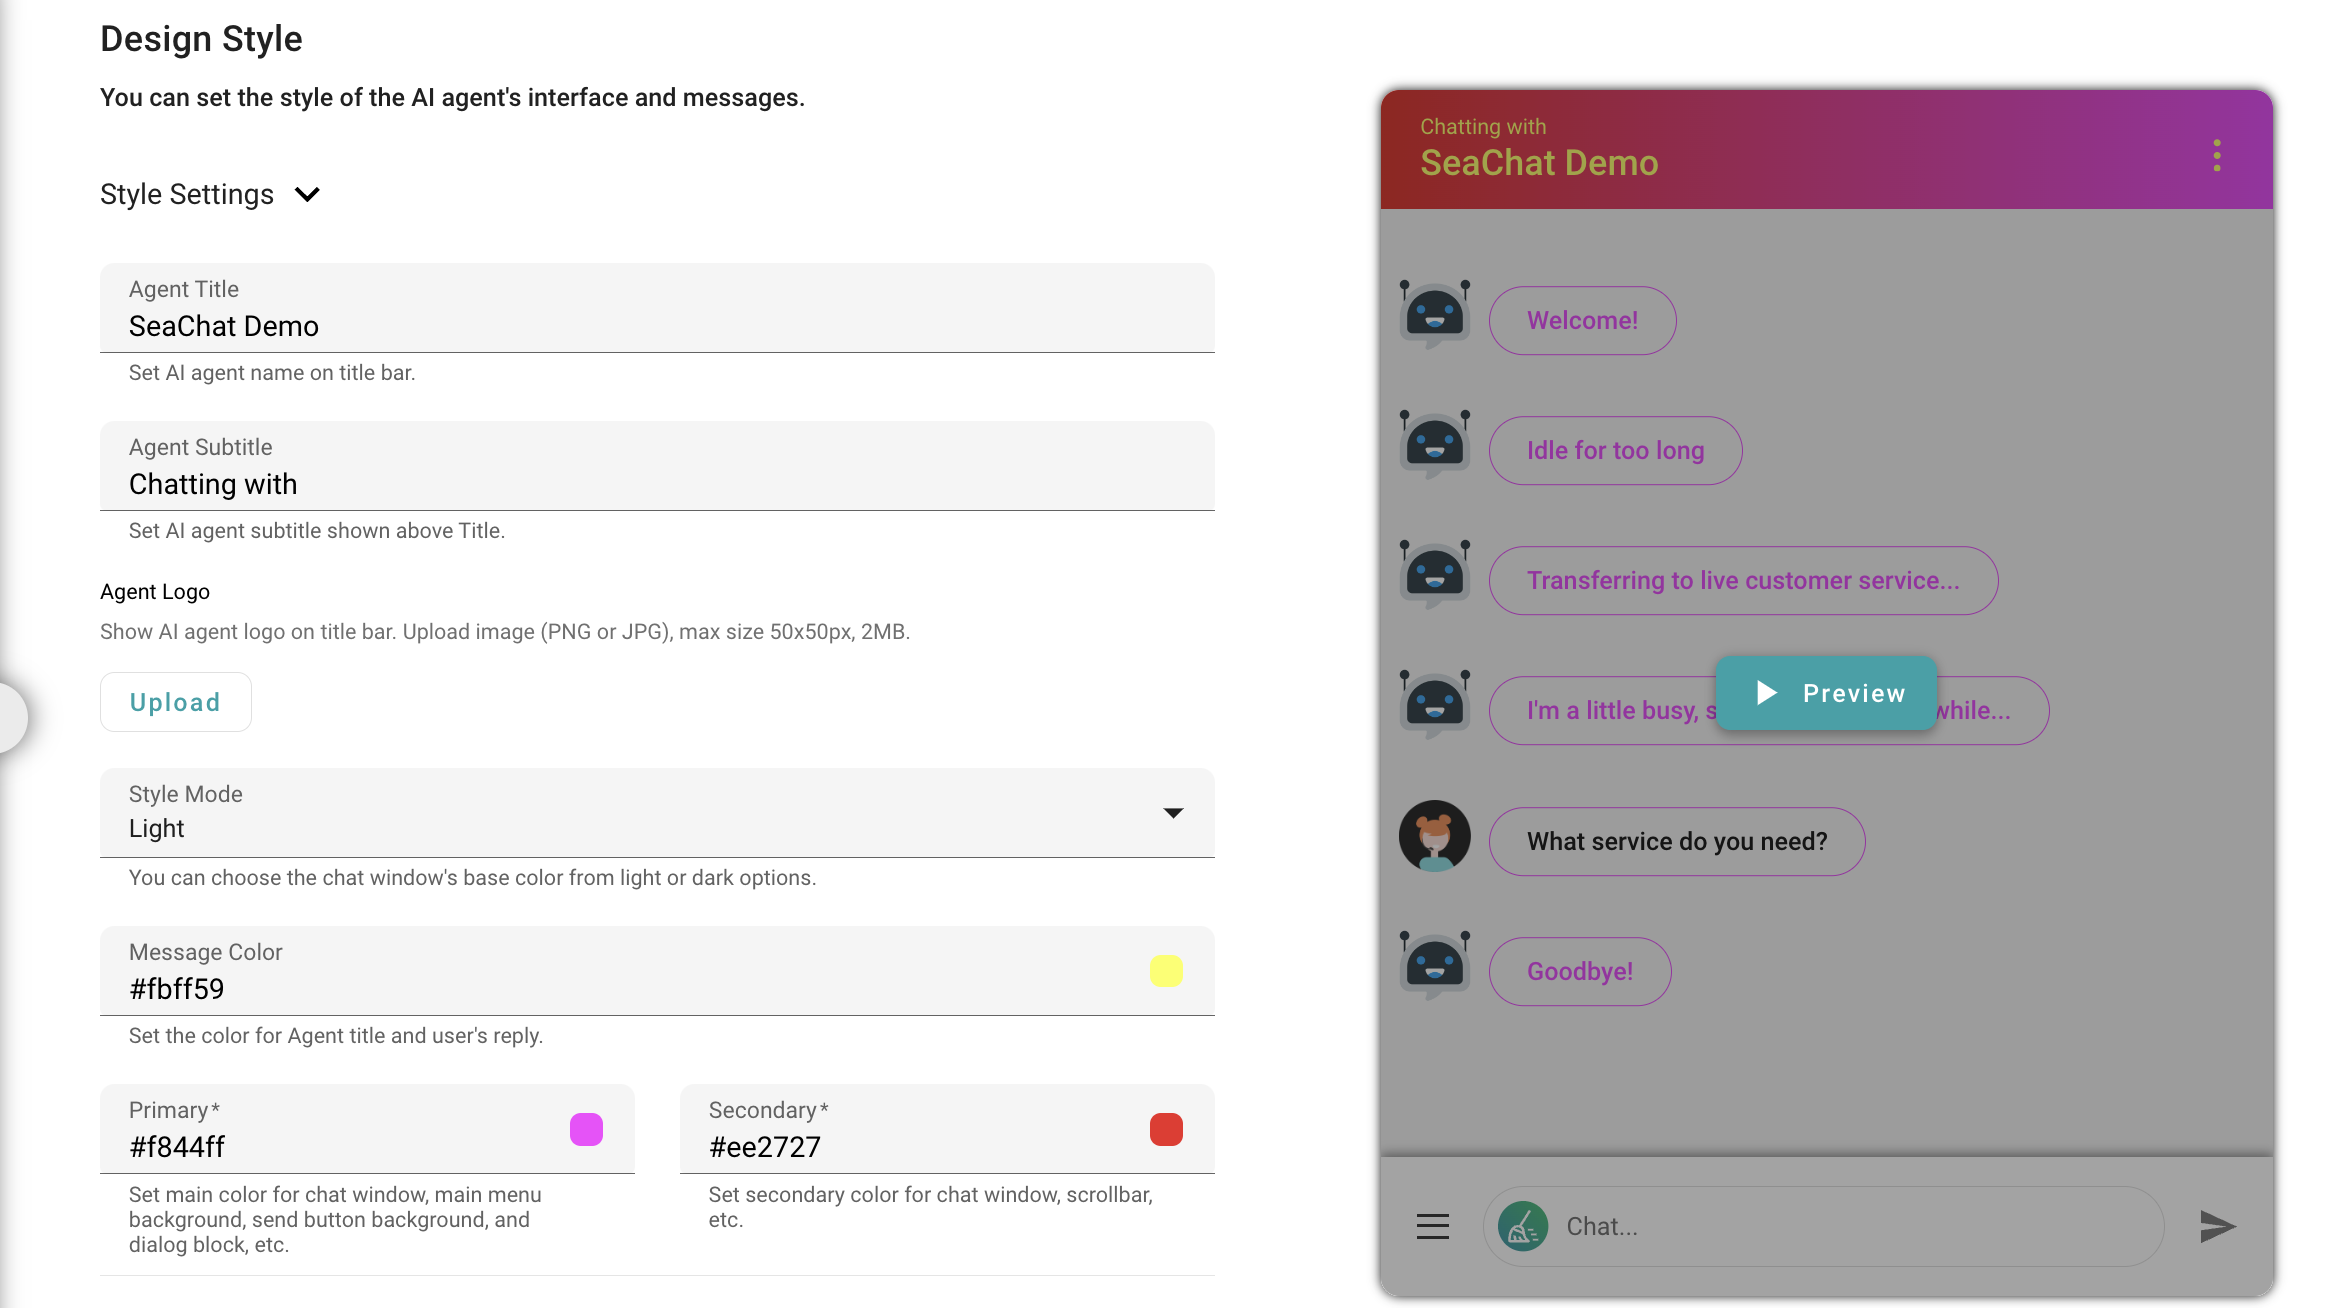 Design Style
You can set the style of the AI agent's interface and messages.
Style Settings
Agent Title
SeaChat Demo
Set AI agent name on title bar.
Agent Subtitle
Chatting with
Set AI agent subtitle shown above Title.
Agent Logo
Show AI agent logo on title bar. Upload image (PNG or JPG), max size 50x50px, 2MB.
Upload
Style Mode
Light
You can choose the chat window's base color from light or dark options.
Message Color
#fbff59
Set the color for Agent title and user's reply.
Primary*
#f844ff
Set main color for chat window, main menu
background, send button background, and
dialog block, etc.
Secondary*
#ee2727
Set secondary color for chat window, scrollbar,
etc.
Chatting with
SeaChat Demo
Welcome!
Idle for too long
Transferring to live customer service...
I'm a little busy, while...
Preview
What service do you need?
Goodbye!
Chat...